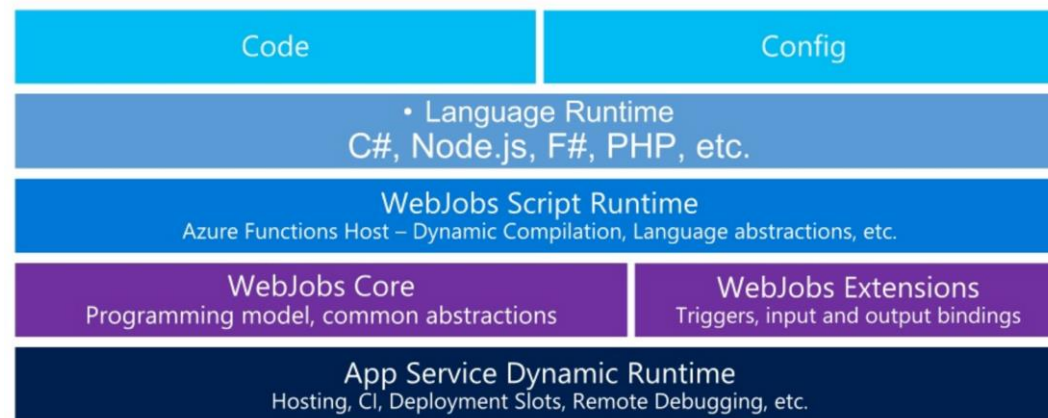 Code
Config
• Language Runtime
C#, Node.js, F#, PHP, etc.
WebJobs Script Runtime
Azure Functions Host – Dynamic Compilation, Language abstractions, etc.
WebJobs Core
Programming model, common abstractions
WebJobs Extensions
Triggers, input and output bindings
App Service Dynamic Runtime
Hosting, CI, Deployment Slots, Remote Debugging, etc.